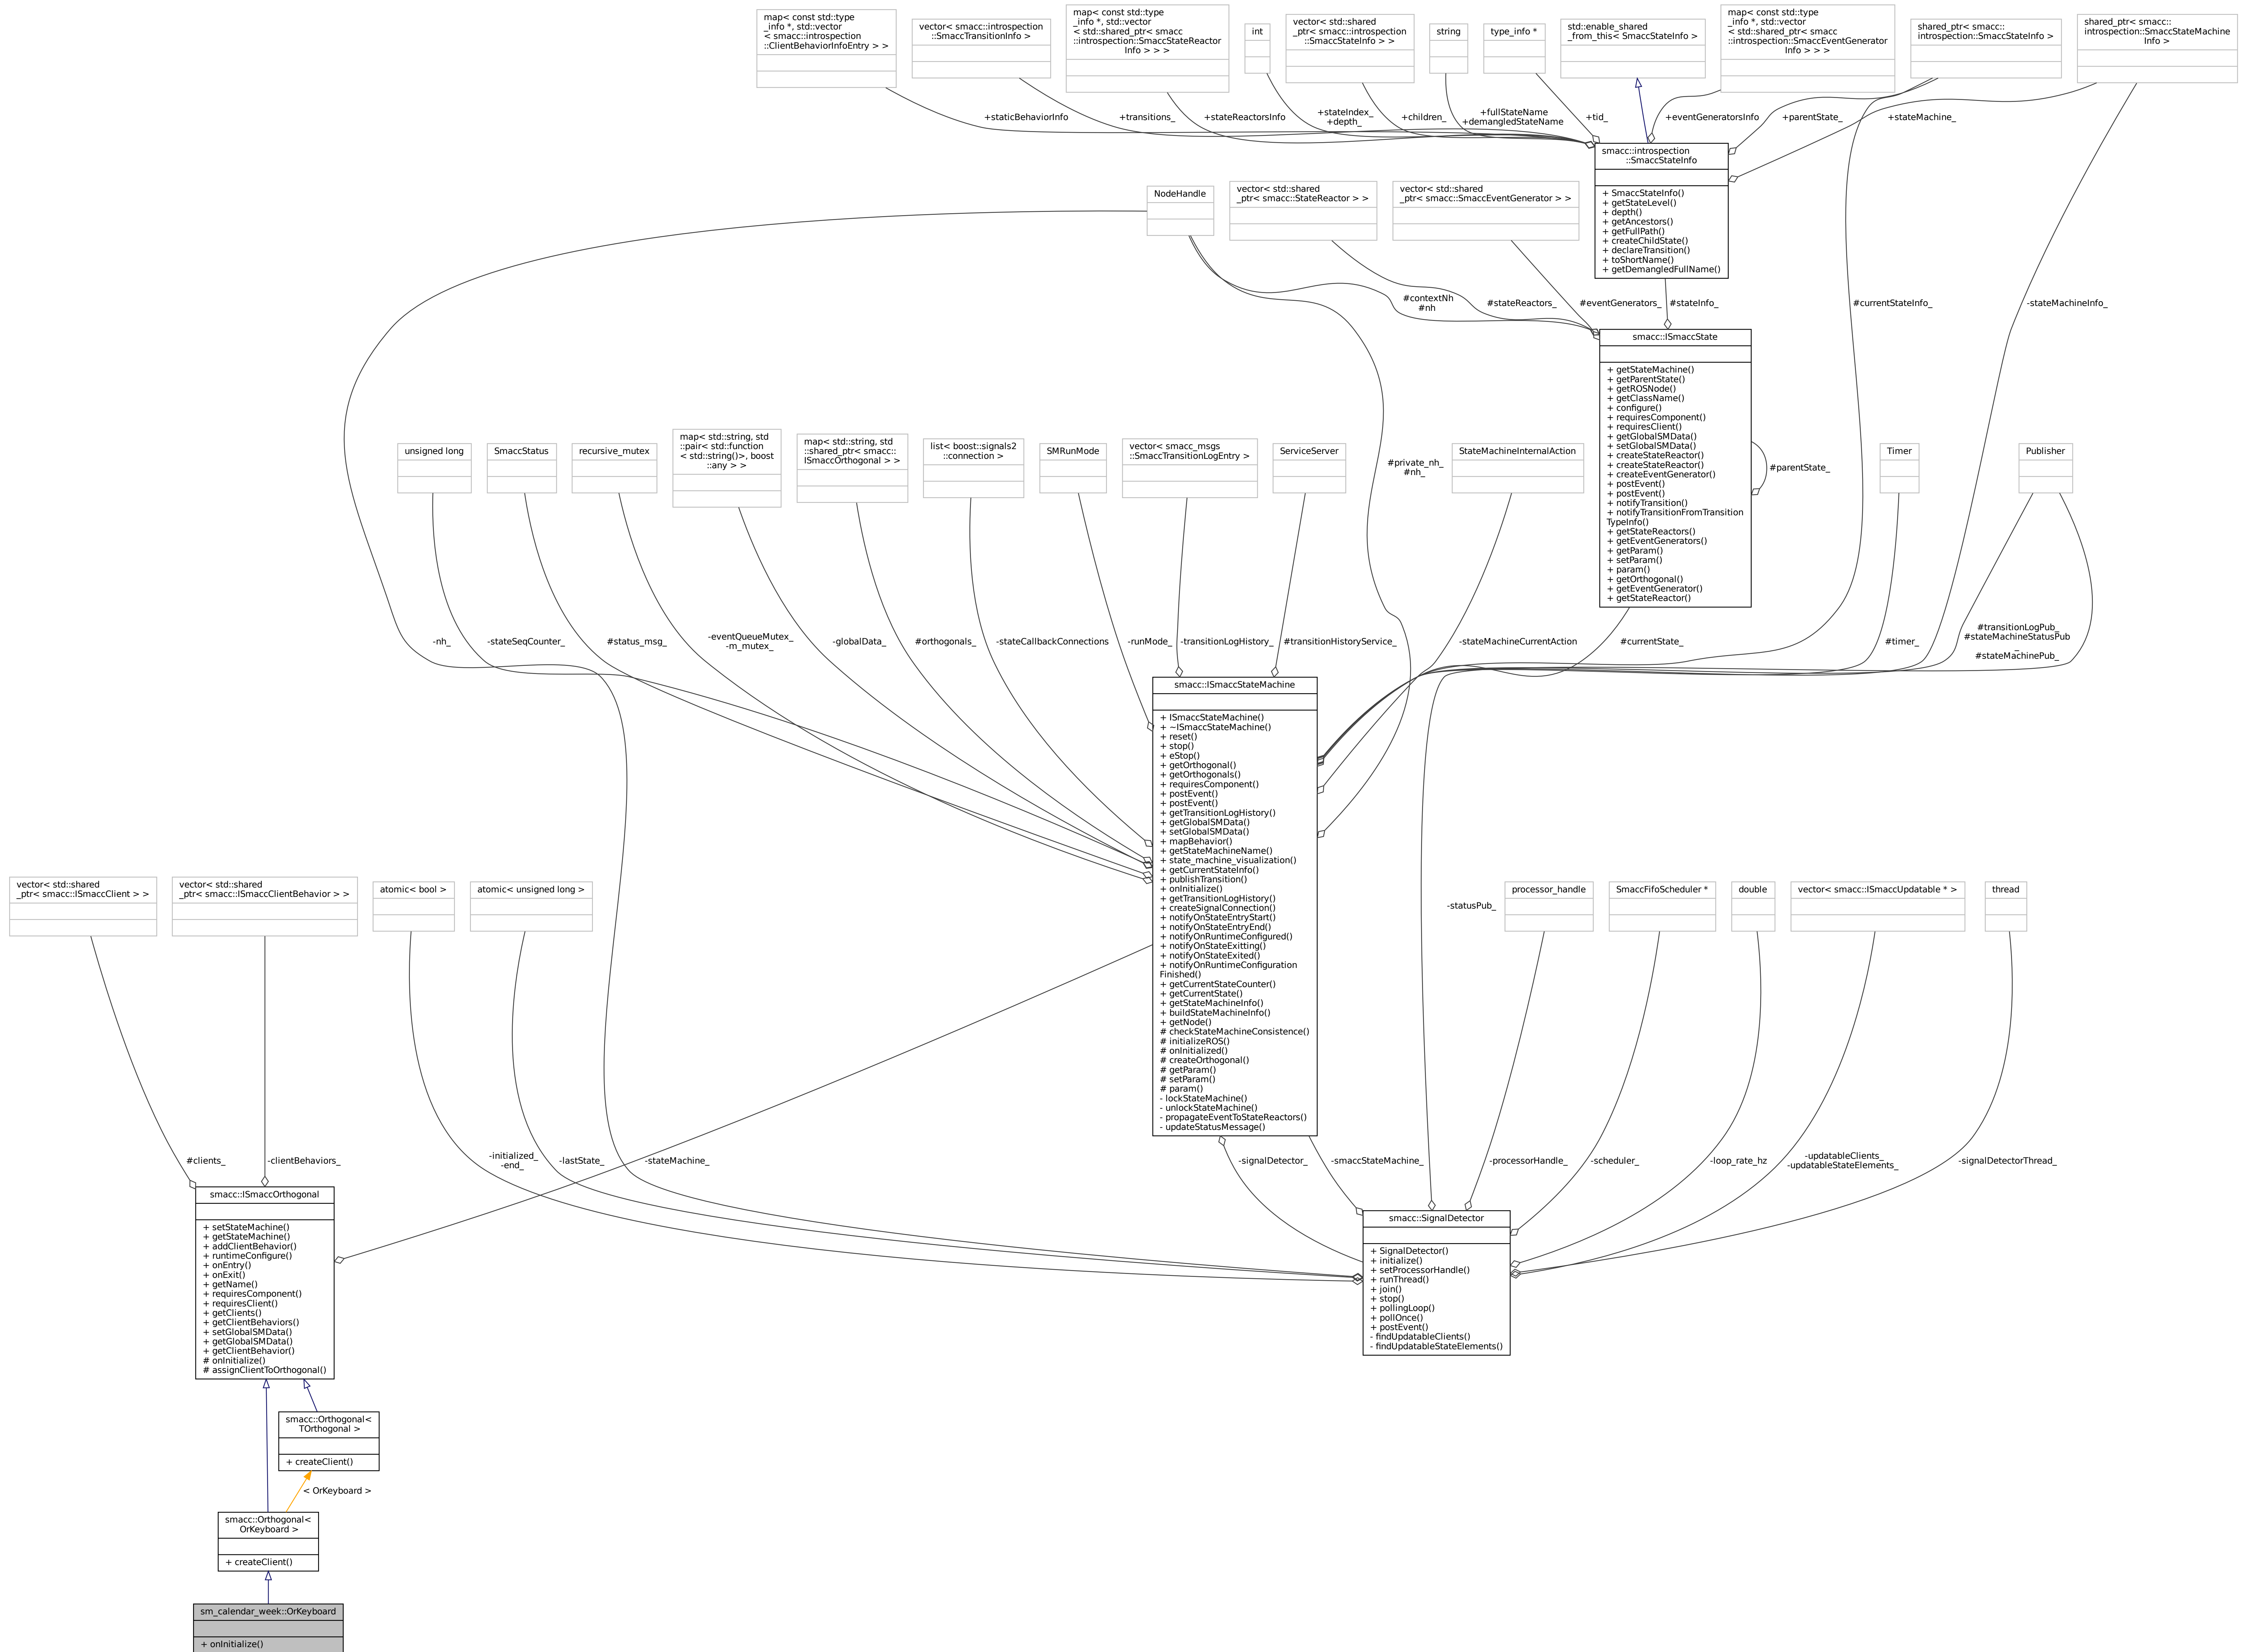 map< const std::type
_info *, std::vector
< smacc::introspection
::ClientBehaviorInfoEntry > >
vector< smacc::introspection
::SmaccTransitionInfo >
map< const std::type
_info *, std::vector
< std::shared_ptr< smacc
::introspection::SmaccStateReactor
Info > > >
int
vector< std::shared
_ptr< smacc::introspection
::SmaccStateInfo > >
string
type_info *
std::enable_shared
_from_this< SmaccStateInfo >
map< const std::type
_info *, std::vector
< std::shared_ptr< smacc
::introspection::SmaccEventGenerator
Info > > >
shared_ptr< smacc::
introspection::SmaccStateInfo >
shared_ptr< smacc::
introspection::SmaccStateMachine
Info >
+staticBehaviorInfo
+transitions_
+stateReactorsInfo
+stateIndex_
+depth_
+children_
+fullStateName
+demangledStateName
+tid_
+eventGeneratorsInfo
+parentState_
+stateMachine_
smacc::introspection
::SmaccStateInfo
+ SmaccStateInfo()
+ getStateLevel()
+ depth()
+ getAncestors()
+ getFullPath()
+ createChildState()
+ declareTransition()
+ toShortName()
+ getDemangledFullName()
NodeHandle
vector< std::shared
_ptr< smacc::StateReactor > >
vector< std::shared
_ptr< smacc::SmaccEventGenerator > >
#contextNh
#nh
#stateReactors_
#eventGenerators_
#stateInfo_
#currentStateInfo_
-stateMachineInfo_
smacc::ISmaccState
+ getStateMachine()
+ getParentState()
+ getROSNode()
+ getClassName()
+ configure()
+ requiresComponent()
+ requiresClient()
+ getGlobalSMData()
+ setGlobalSMData()
+ createStateReactor()
+ createStateReactor()
+ createEventGenerator()
+ postEvent()
+ postEvent()
+ notifyTransition()
+ notifyTransitionFromTransition
TypeInfo()
+ getStateReactors()
+ getEventGenerators()
+ getParam()
+ setParam()
+ param()
+ getOrthogonal()
+ getEventGenerator()
+ getStateReactor()
#parentState_
unsigned long
SmaccStatus
recursive_mutex
map< std::string, std
::pair< std::function
< std::string()>, boost
::any > >
map< std::string, std
::shared_ptr< smacc::
ISmaccOrthogonal > >
list< boost::signals2
::connection >
SMRunMode
vector< smacc_msgs
::SmaccTransitionLogEntry >
ServiceServer
#private_nh_
#nh_
StateMachineInternalAction
Timer
Publisher
-nh_
-stateSeqCounter_
#status_msg_
-eventQueueMutex_
-m_mutex_
-globalData_
#orthogonals_
-stateCallbackConnections
-runMode_
-transitionLogHistory_
#transitionHistoryService_
-stateMachineCurrentAction
#currentState_
#timer_
#transitionLogPub_
#stateMachineStatusPub
_
#stateMachinePub_
smacc::ISmaccStateMachine
+ ISmaccStateMachine()
+ ~ISmaccStateMachine()
+ reset()
+ stop()
+ eStop()
+ getOrthogonal()
+ getOrthogonals()
+ requiresComponent()
+ postEvent()
+ postEvent()
+ getTransitionLogHistory()
+ getGlobalSMData()
+ setGlobalSMData()
+ mapBehavior()
+ getStateMachineName()
+ state_machine_visualization()
+ getCurrentStateInfo()
+ publishTransition()
+ onInitialize()
+ getTransitionLogHistory()
+ createSignalConnection()
+ notifyOnStateEntryStart()
+ notifyOnStateEntryEnd()
+ notifyOnRuntimeConfigured()
+ notifyOnStateExitting()
+ notifyOnStateExited()
+ notifyOnRuntimeConfiguration
Finished()
+ getCurrentStateCounter()
+ getCurrentState()
+ getStateMachineInfo()
+ buildStateMachineInfo()
+ getNode()
# checkStateMachineConsistence()
# initializeROS()
# onInitialized()
# createOrthogonal()
# getParam()
# setParam()
# param()
- lockStateMachine()
- unlockStateMachine()
- propagateEventToStateReactors()
- updateStatusMessage()
vector< std::shared
_ptr< smacc::ISmaccClient > >
vector< std::shared
_ptr< smacc::ISmaccClientBehavior > >
atomic< bool >
atomic< unsigned long >
-statusPub_
processor_handle
SmaccFifoScheduler *
double
vector< smacc::ISmaccUpdatable * >
thread
#clients_
-clientBehaviors_
-initialized_
-end_
-lastState_
-stateMachine_
-signalDetector_
-smaccStateMachine_
-processorHandle_
-scheduler_
-loop_rate_hz
-updatableClients_
-updatableStateElements_
-signalDetectorThread_
smacc::ISmaccOrthogonal
+ setStateMachine()
+ getStateMachine()
+ addClientBehavior()
+ runtimeConfigure()
+ onEntry()
+ onExit()
+ getName()
+ requiresComponent()
+ requiresClient()
+ getClients()
+ getClientBehaviors()
+ setGlobalSMData()
+ getGlobalSMData()
+ getClientBehavior()
# onInitialize()
# assignClientToOrthogonal()
smacc::SignalDetector
+ SignalDetector()
+ initialize()
+ setProcessorHandle()
+ runThread()
+ join()
+ stop()
+ pollingLoop()
+ pollOnce()
+ postEvent()
- findUpdatableClients()
- findUpdatableStateElements()
smacc::Orthogonal<
TOrthogonal >
+ createClient()
< OrKeyboard >
smacc::Orthogonal<
OrKeyboard >
+ createClient()
sm_calendar_week::OrKeyboard
+ onInitialize()